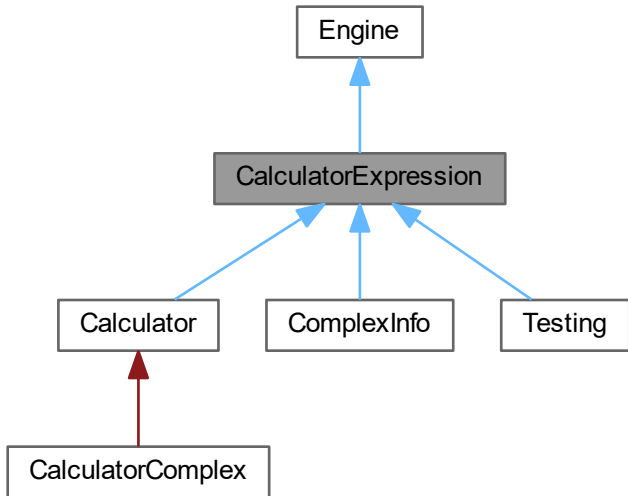 Engine
CalculatorExpression
Calculator
ComplexInfo
Testing
CalculatorComplex